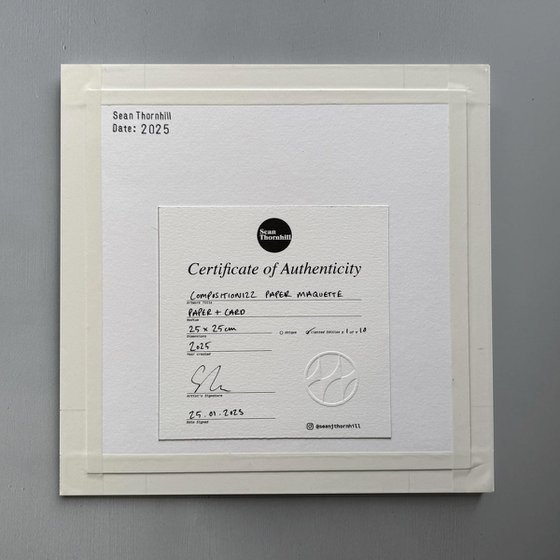 Sean Thornhill
Date: 2025
Sean
Thornhill
Certificate of Authenticity
COMPOSITION122 PAPER MAQUETTE
Artwork Title
PAPER + CARD
Medium
25 x 25cm
Dimensions
Unique
Limited Edition x 1 of 10
2025
Year created
Artist's Signature
25.01.2025
Date Signed
@seanjthornhill